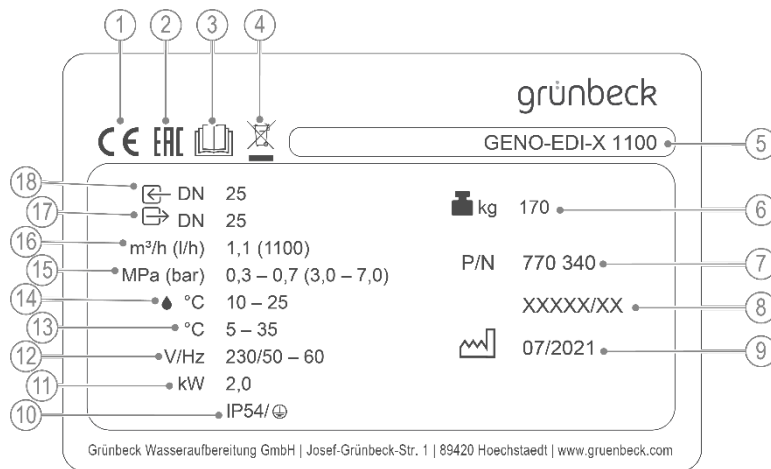 1 2 3 4
grünbeck
CE EAC
GENO-EDI-X 1100 5
18 DN 25
17 DN 25
16 m³/h (l/h) 1,1 (1100)
15 MPa (bar) 0,3 – 0,7 (3,0 – 7,0)
14 °C 10 – 25
13 °C 5 – 35
12 V/Hz 230/50 – 60
11 kW 2,0
10 IP54/
kg 170 6
P/N 770 340 7
XXXXX/XX 8
07/2021 9
Grünbeck Wasseraufbereitung GmbH | Josef-Grünbeck-Str. 1 | 89420 Hoechstaedt | www.gruenbeck.com